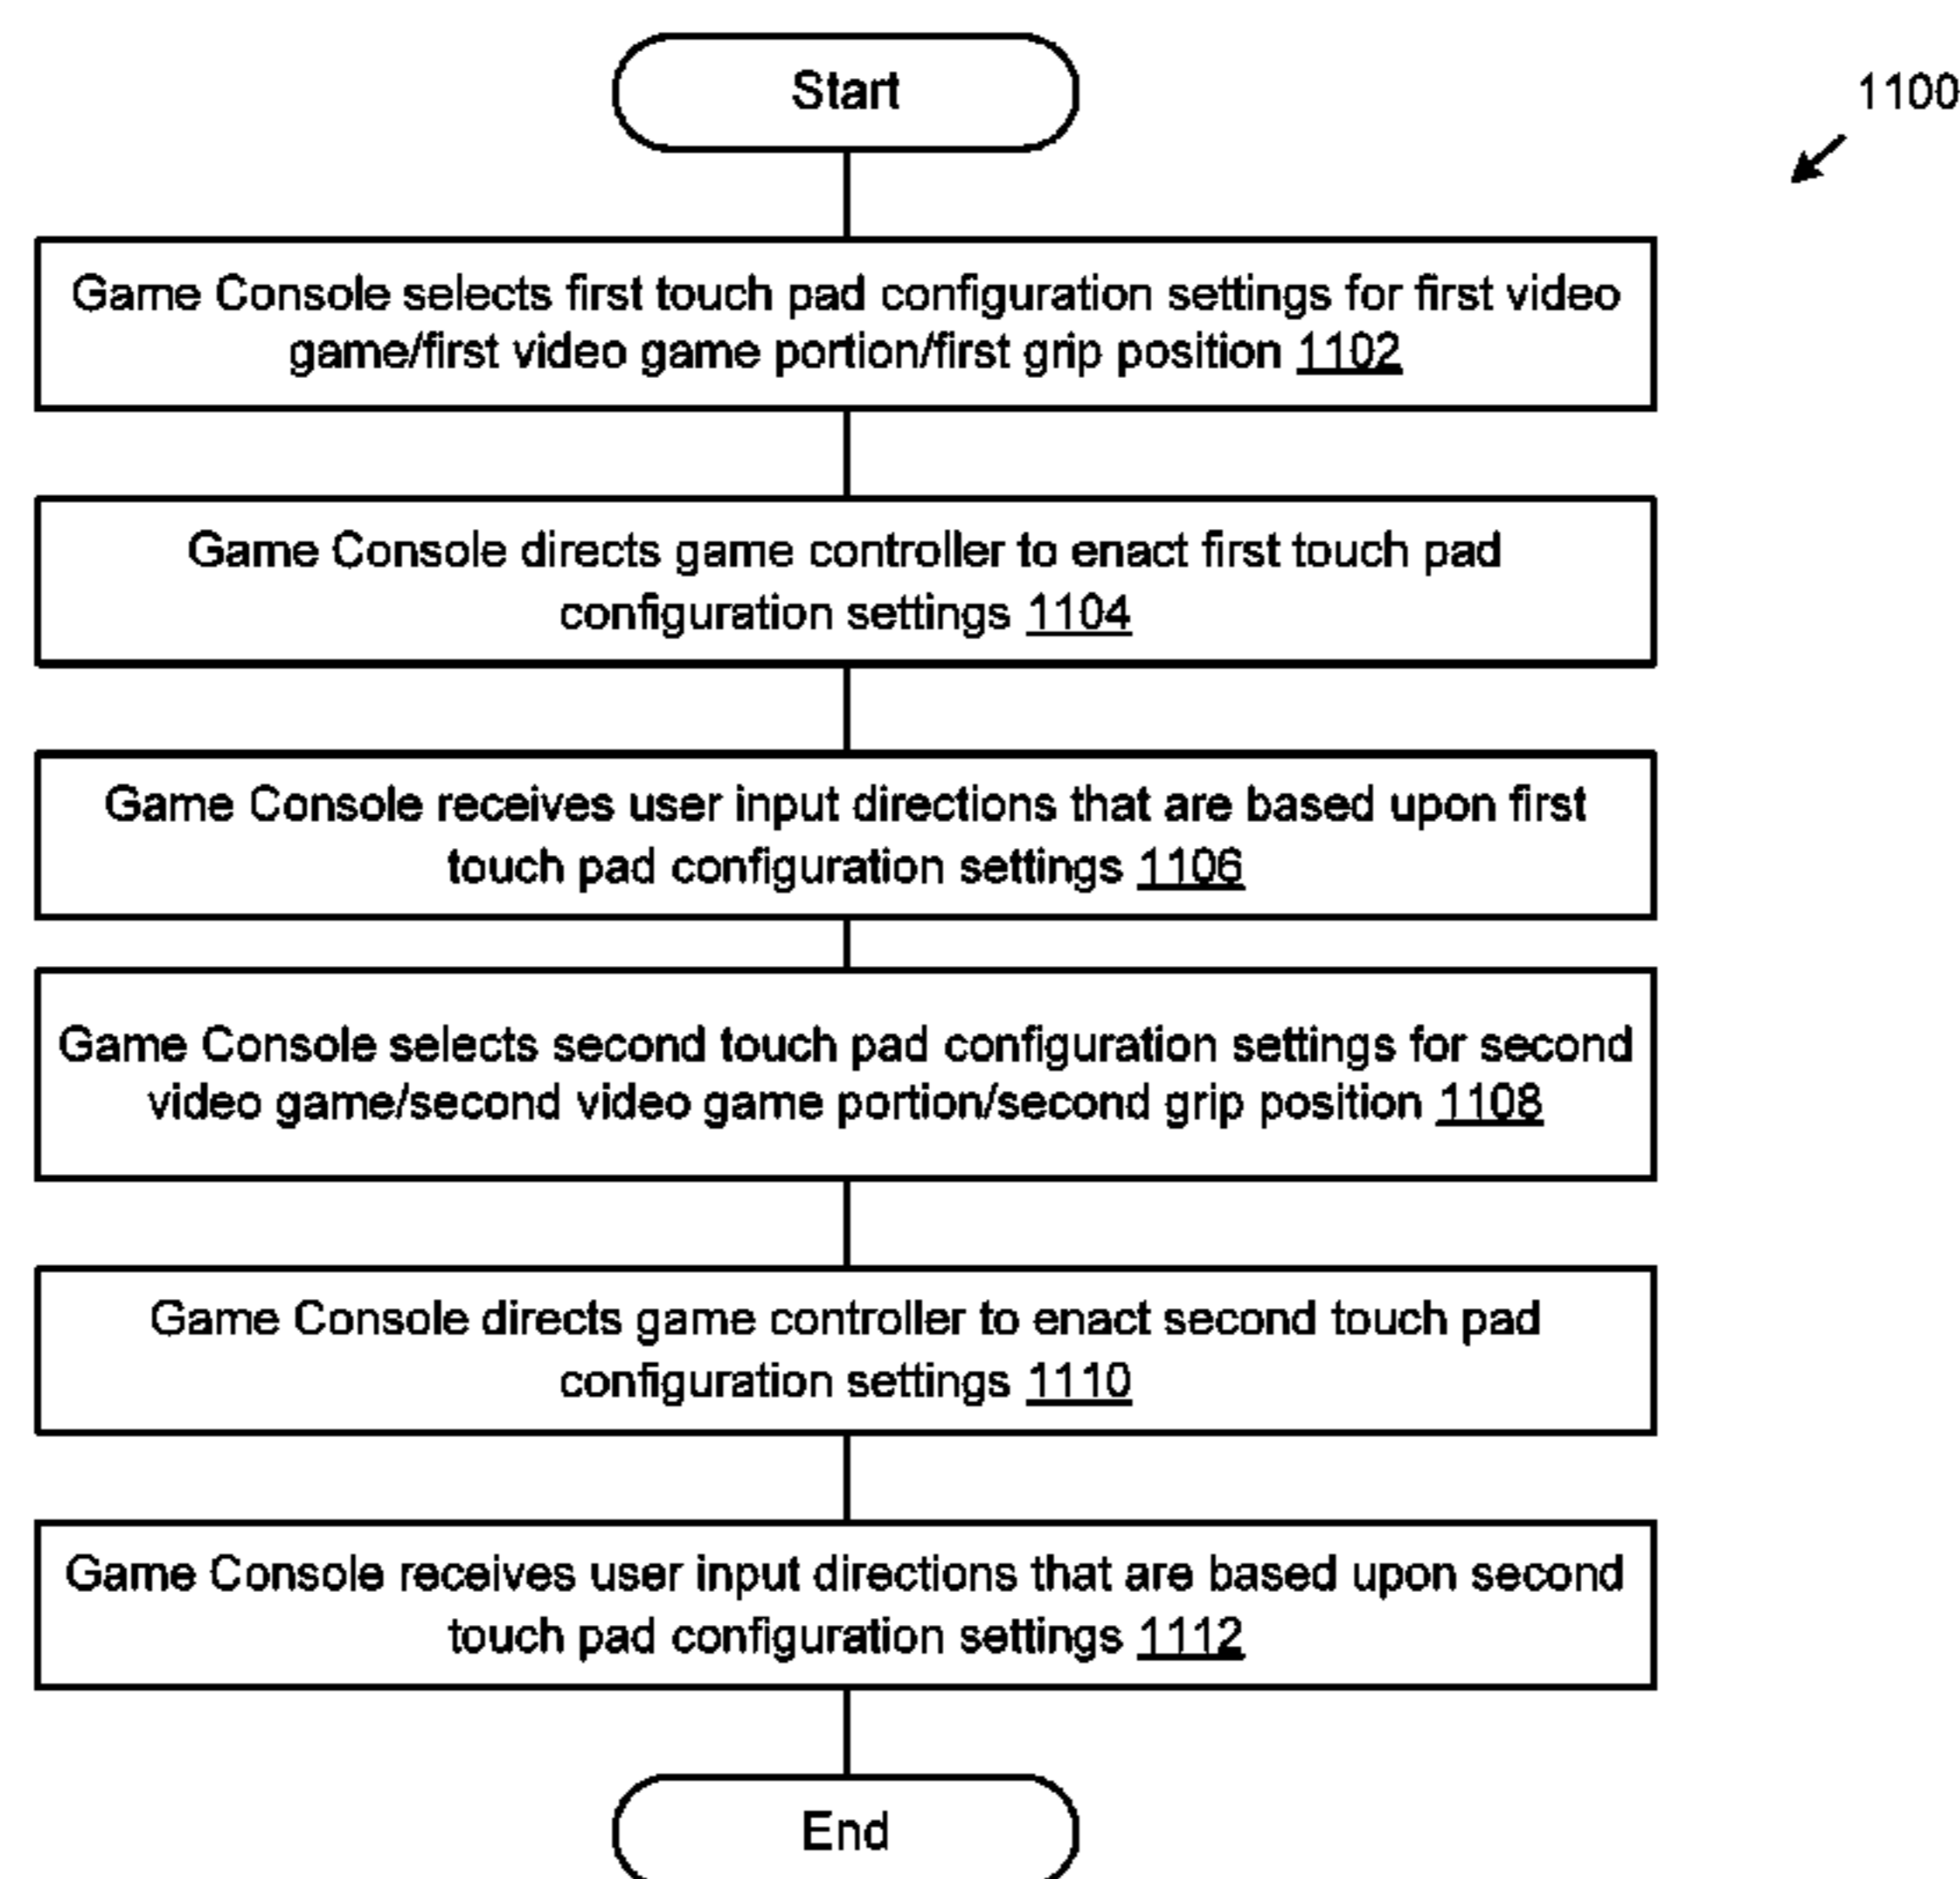 Start
1100
Game Console selects first touch pad configuration settings for first video
game/first video game portion/first grip position 1102
Game Console directs game controller to enact first touch pad
configuration settings 1104
Game Console receives user input directions that are based upon first
touch pad configuration settings 1106
Game Console selects second touch pad configuration settings for second
video game/second video game portion/second grip position 1108
Game Console directs game controller to enact second touch pad
configuration settings 1110
Game Console receives user input directions that are based upon second
touch pad configuration settings 1112
End